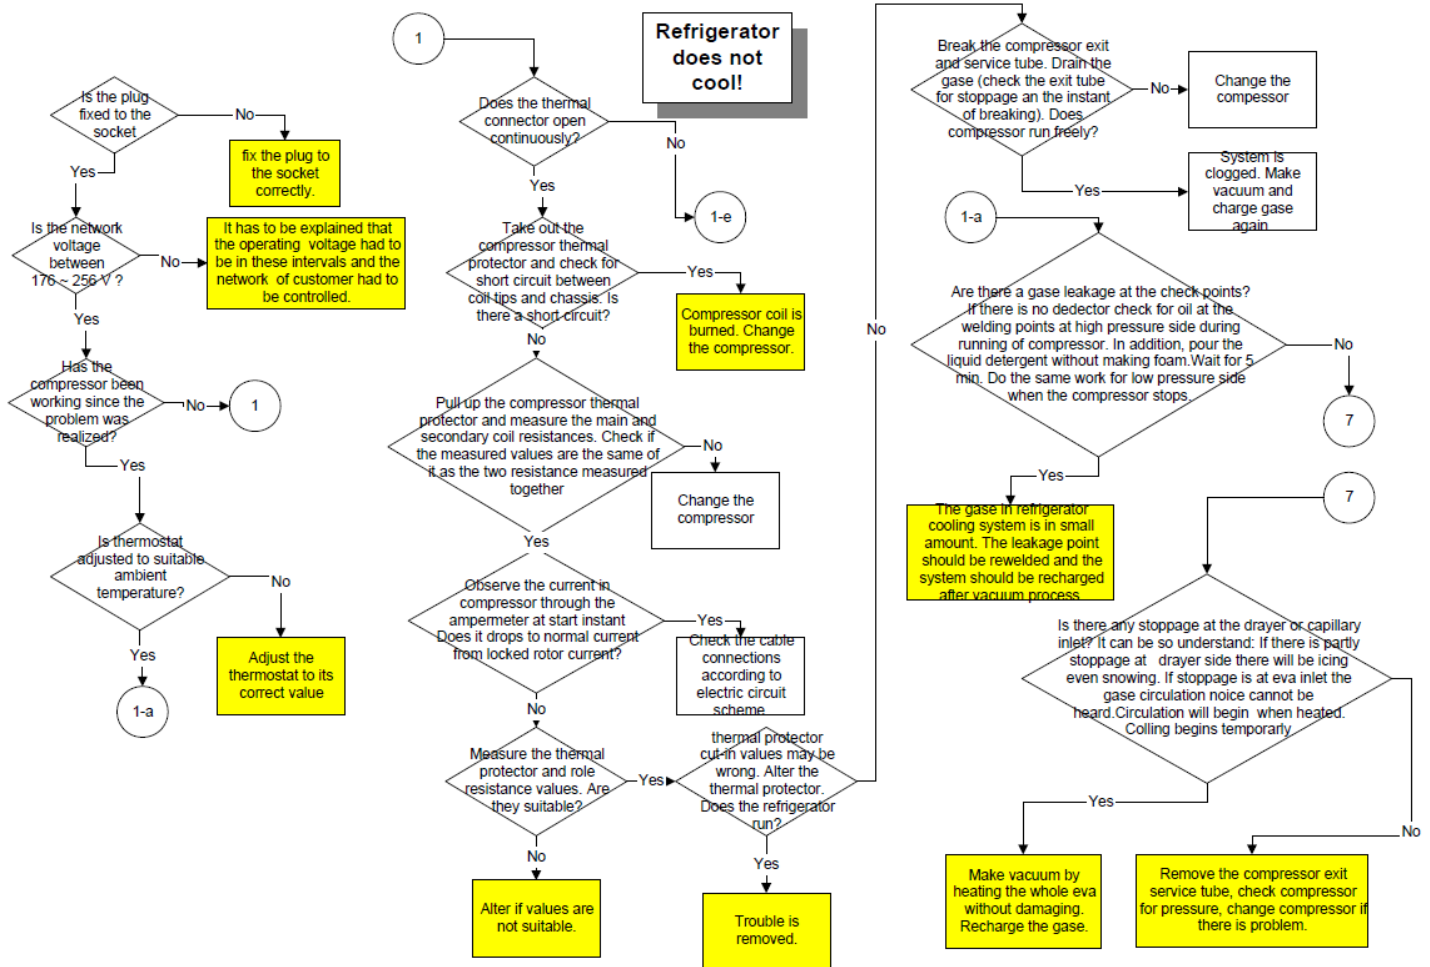 Refrigerator
does not
cool!
Is the plug
fixed to the
socket
No
fix the plug to
the socket
correctly.
Yes
Is the network
voltage
between
176 ~ 256 V ?
No
It has to be explained that
the operating voltage had to
be in these intervals and the
network of customer had to
be controlled.
Yes
Has the
compressor been
working since the
problem was
realized?
No
1
Yes
Is thermostat
adjusted to suitable
ambient
temperature?
No
Adjust the
thermostat to its
correct value
Yes
1-a
1
Does the thermal
connector open
continuously?
No
1-e
Yes
Take out the
compressor thermal
protector and check for
short circuit between
coil tips and chassis. Is
there a short circuit?
Yes
Compressor coil is
burned. Change
the compressor.
No
Pull up the compressor thermal
protector and measure the main and
secondary coil resistances. Check if
the measured values are the same of
it as the two resistance measured
together
No
Change the
compressor
Yes
Observe the current in
compressor through the
ampermeter at start instant
Does it drops to normal current
from locked rotor current?
Yes
Check the cable
connections
according to
electric circuit
scheme
No
Measure the thermal
protector and role
resistance values. Are
they suitable?
Yes
No
Alter if values are
not suitable.
thermal protector
cut-in values may be
wrong. Alter the
thermal protector.
Does the refrigerator
run?
Yes
Trouble is
removed.
No
Break the compressor exit
and service tube. Drain the
gase (check the exit tube
for stoppage an the instant
of breaking). Does
compressor run freely?
No
Change the
compessor
Yes
System is
clogged. Make
vacuum and
charge gase
again
1-a
Are there a gase leakage at the check points?
If there is no dedector check for oil at the
welding points at high pressure side during
running of compressor. In addition, pour the
liquid detergent without making foam.Wait for 5
min. Do the same work for low pressure side
when the compressor stops.
No
7
Yes
The gase in refrigerator
cooling system is in small
amount. The leakage point
should be rewelded and the
system should be recharged
after vacuum process
7
Is there any stoppage at the drayer or capillary
inlet? It can be so understand: If there is partly
stoppage at drayer side there will be icing
even snowing. If stoppage is at eva inlet the
gase circulation noice cannot be
heard.Circulation will begin when heated.
Colling begins temporarly
Yes
Make vacuum by
heating the whole eva
without damaging.
Recharge the gase.
No
Remove the compressor exit
service tube, check compressor
for pressure, change compressor if
there is problem.